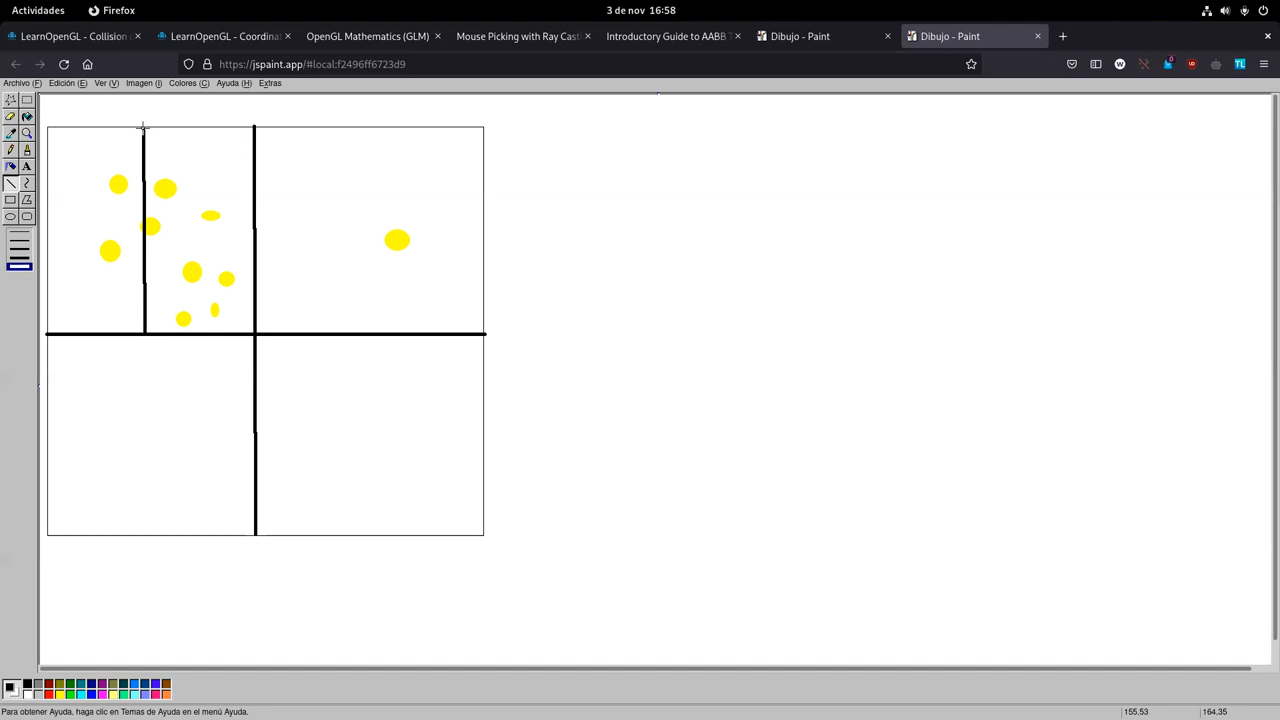 Actividades Firefox 3 de nov 16:58
LearnOpenGL - Collision d LearnOpenGL - Coordinat OpenGL Mathematics (GLM) Mouse Picking with Ray Casti Introductory Guide to AABB T Dibujo - Paint Dibujo - Paint
https://jspaint.app/#local:f2496ff6723d9
Archivo (F) Edición (E) Ver (V) Imagen (I) Colores (C) Ayuda (H) Extras
A
Para obtener Ayuda, haga clic en Temas de Ayuda en el menú Ayuda. 155,53 164,35